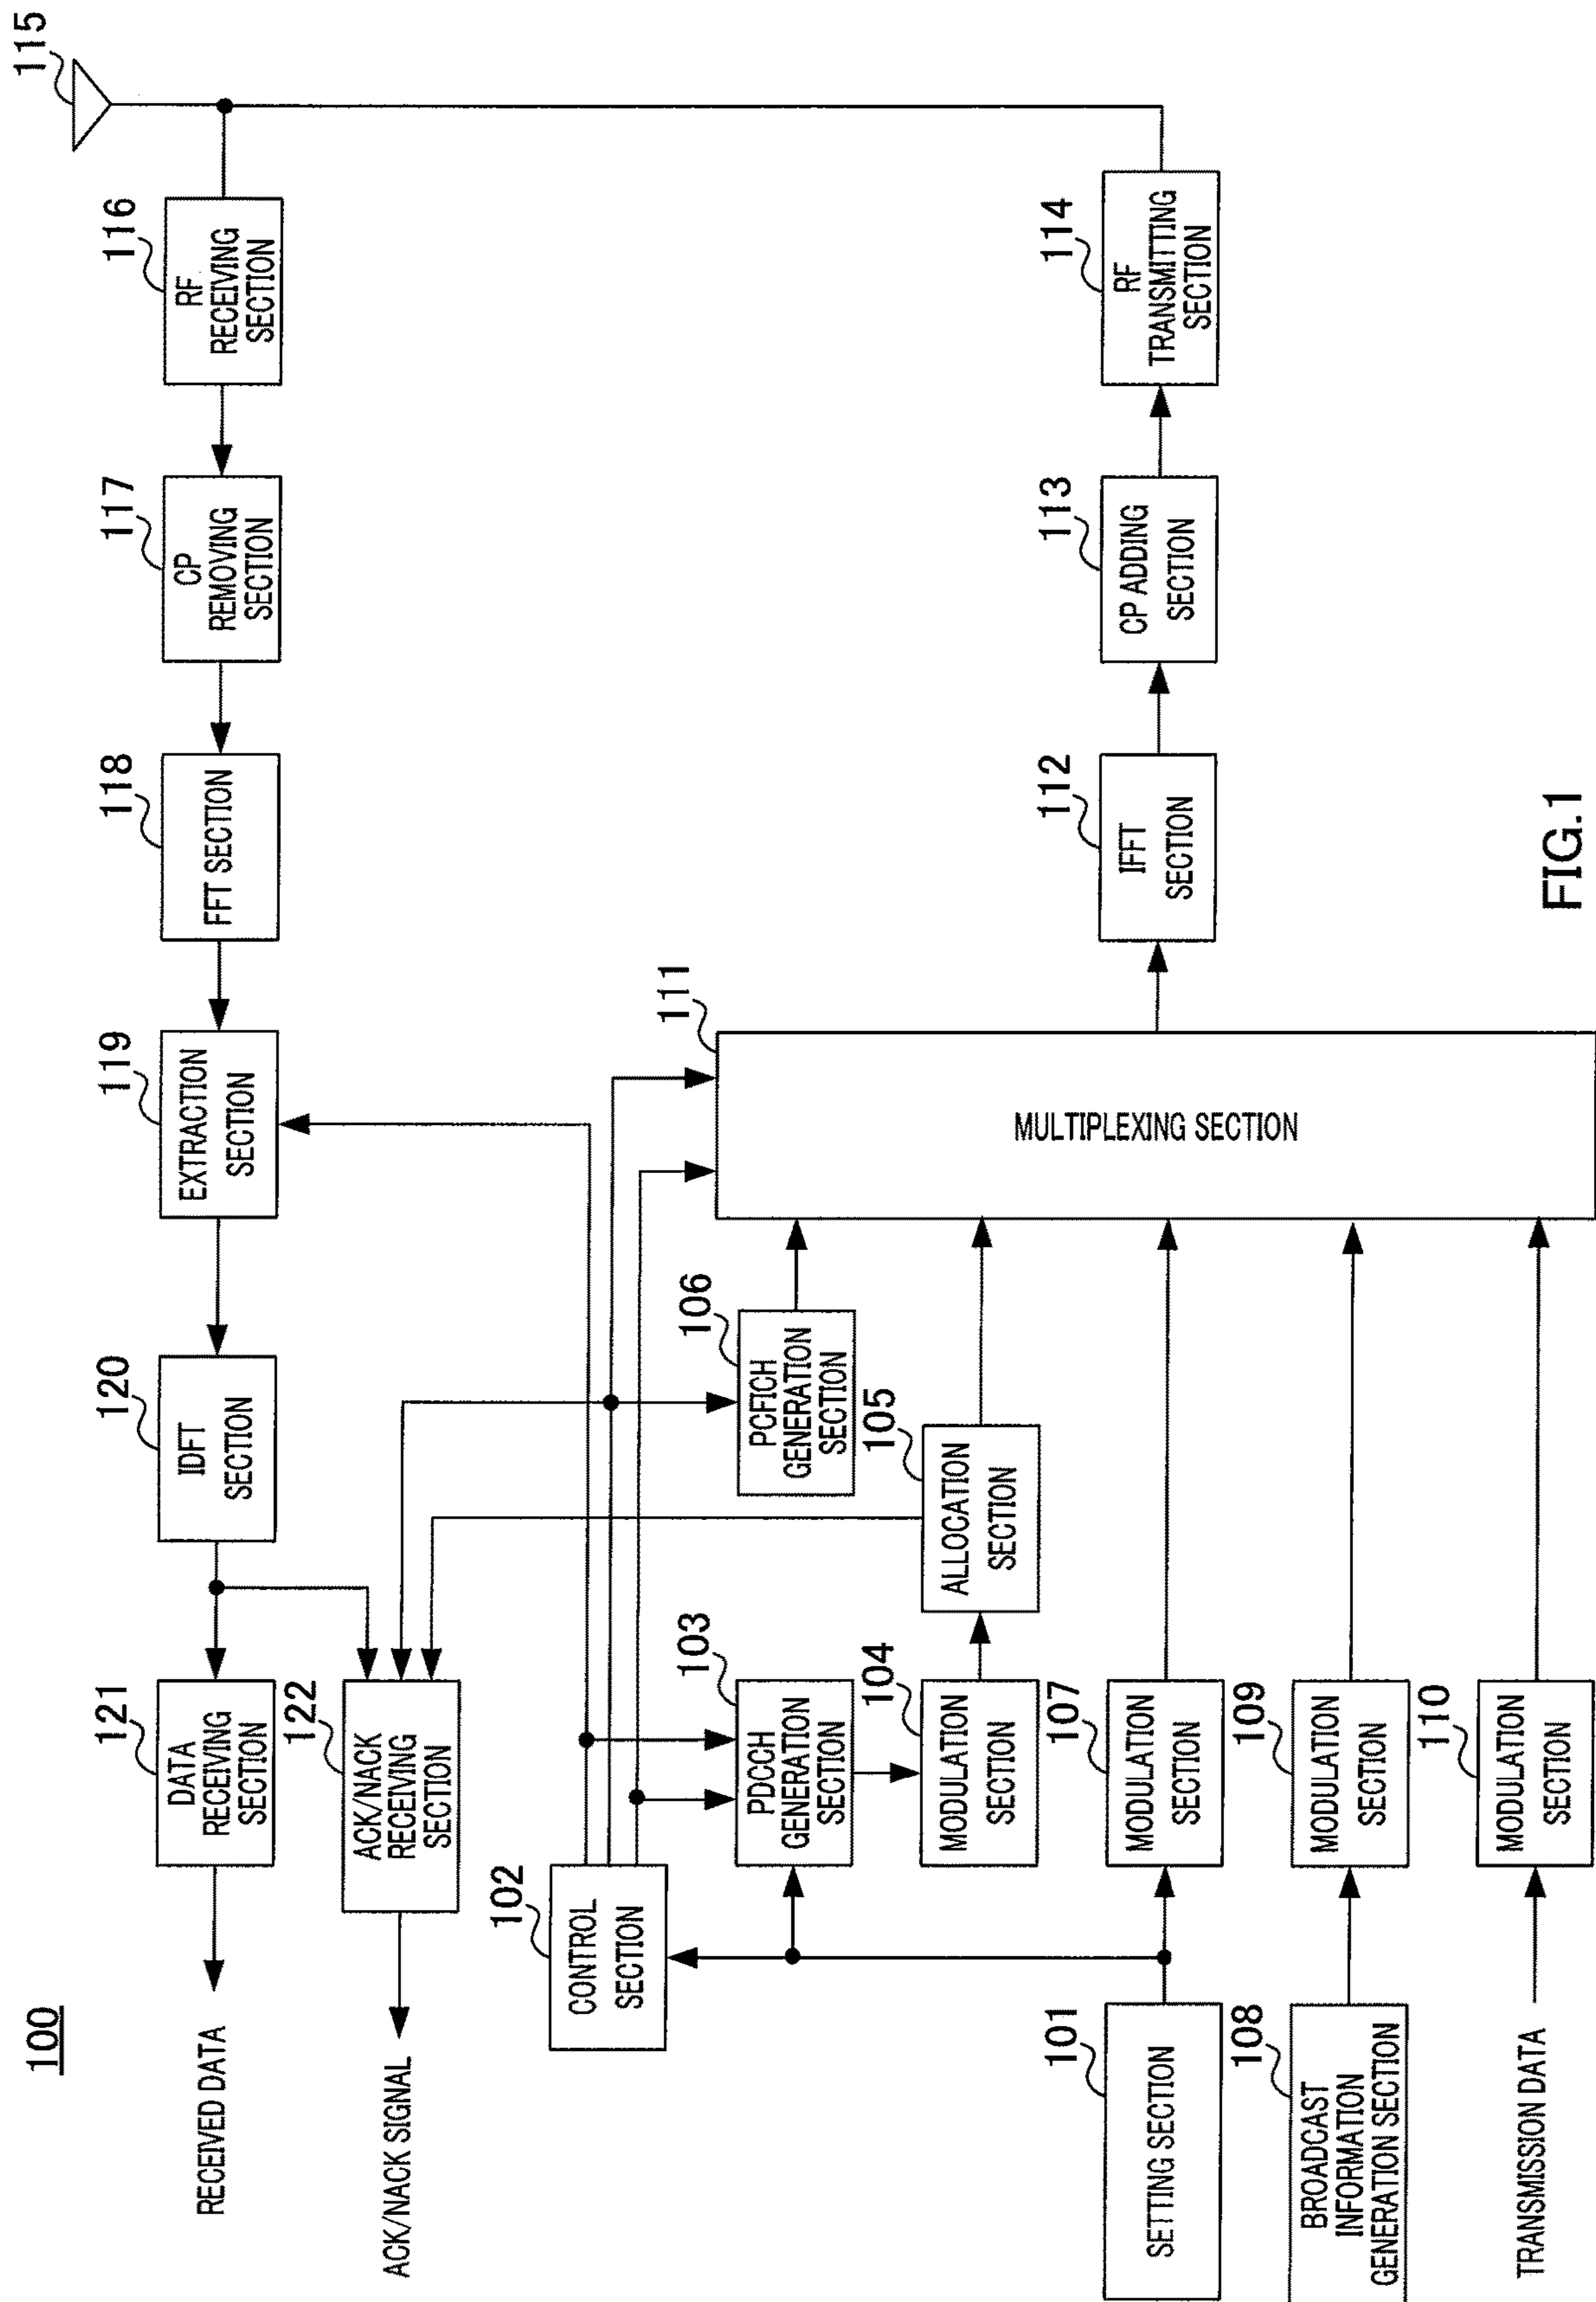 100
115
RECEIVED DATA
121
DATA
RECEIVING
SECTION
120
IDFT
SECTION
119
EXTRACTION
SECTION
118
FFT SECTION
117
CP
REMOVING
SECTION
116
RF
RECEIVING
SECTION
ACK/NACK SIGNAL
122
ACK/NACK
RECEIVING
SECTION
102
CONTROL
SECTION
103
PDCCH
GENERATION
SECTION
106
PCFICH
GENERATION
SECTION
111
MULTIPLEXING SECTION
104
MODULATION
SECTION
105
ALLOCATION
SECTION
101
SETTING SECTION
107
MODULATION
SECTION
112
IFFT
SECTION
113
CP ADDING
SECTION
114
RF
TRANSMITTING
SECTION
108
BROADCAST
INFORMATION
GENERATION SECTION
109
MODULATION
SECTION
TRANSMISSION DATA
110
MODULATION
SECTION
FIG.1